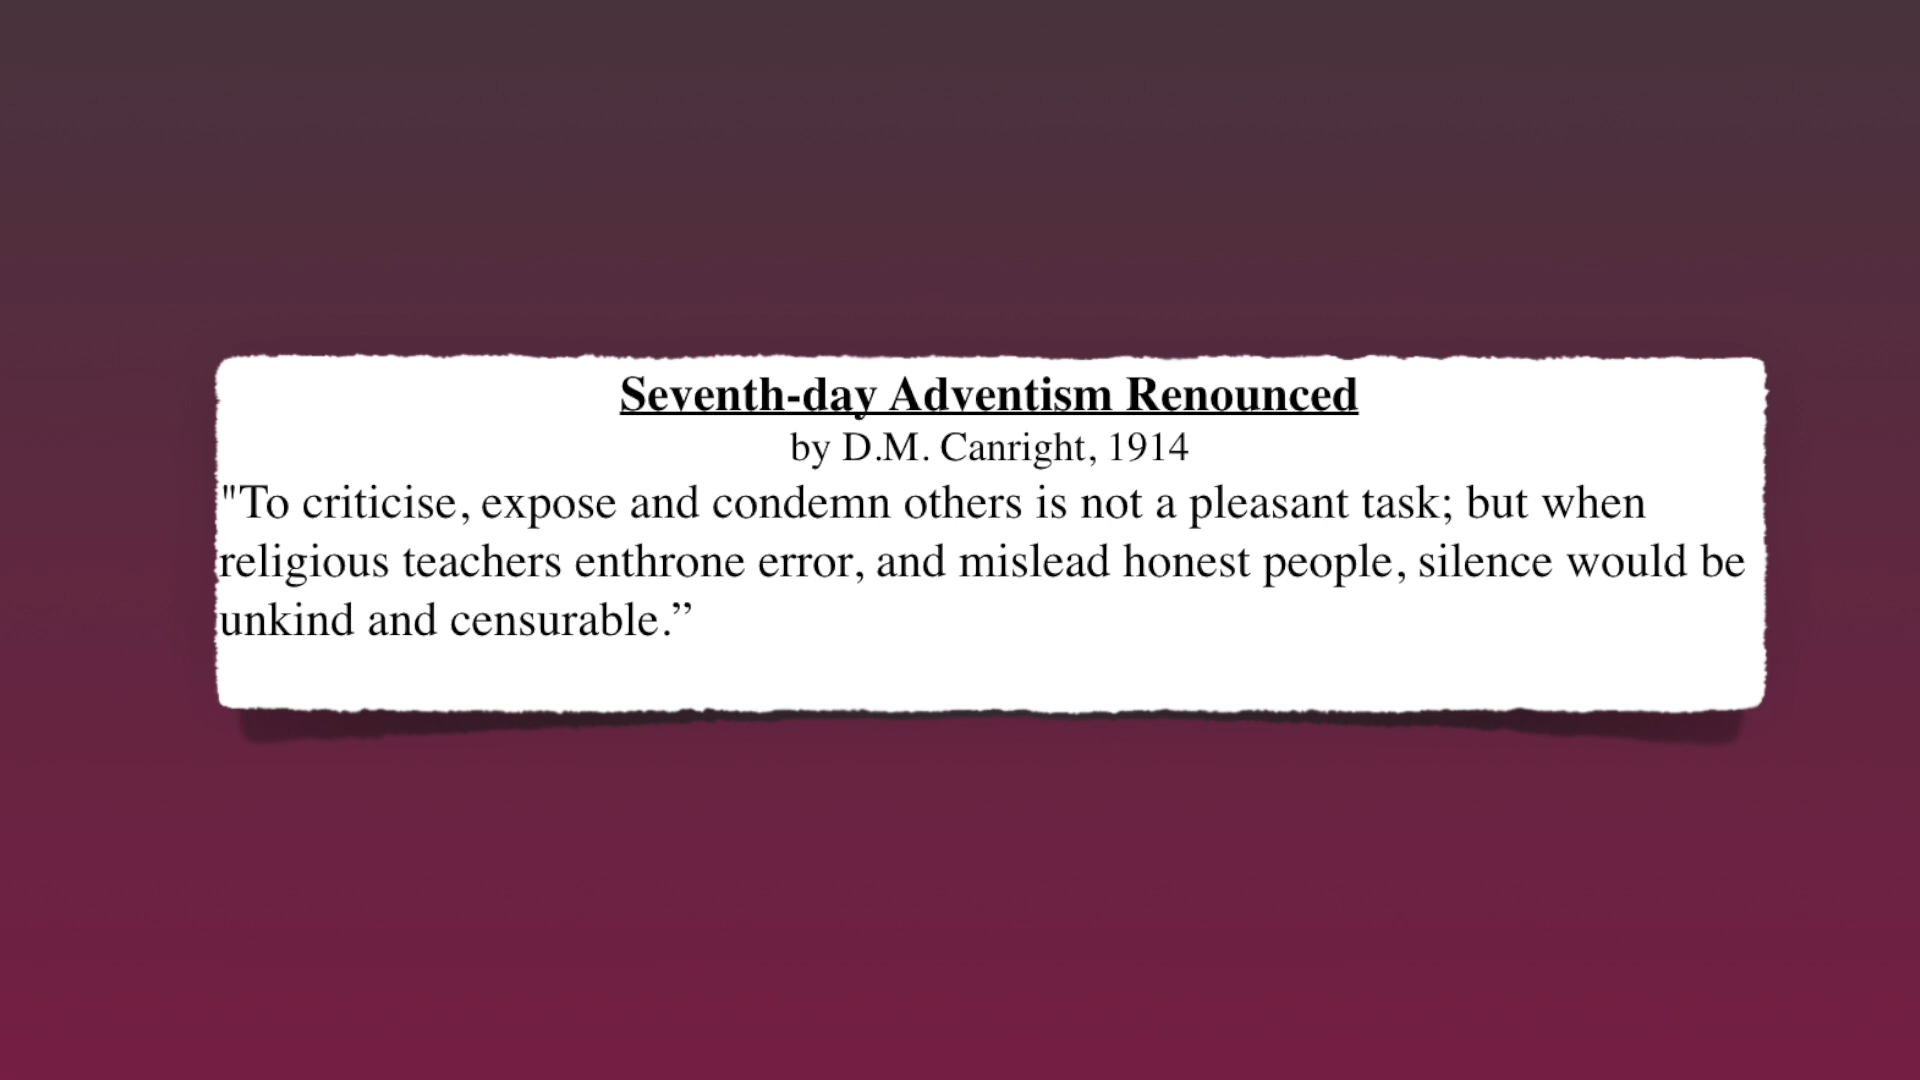 Seventh-day Adventism Renounced
by D.M. Canright, 1914
"To criticise, expose and condemn others is not a pleasant task; but when
religious teachers enthrone error, and mislead honest people, silence would be
unkind and censurable.”